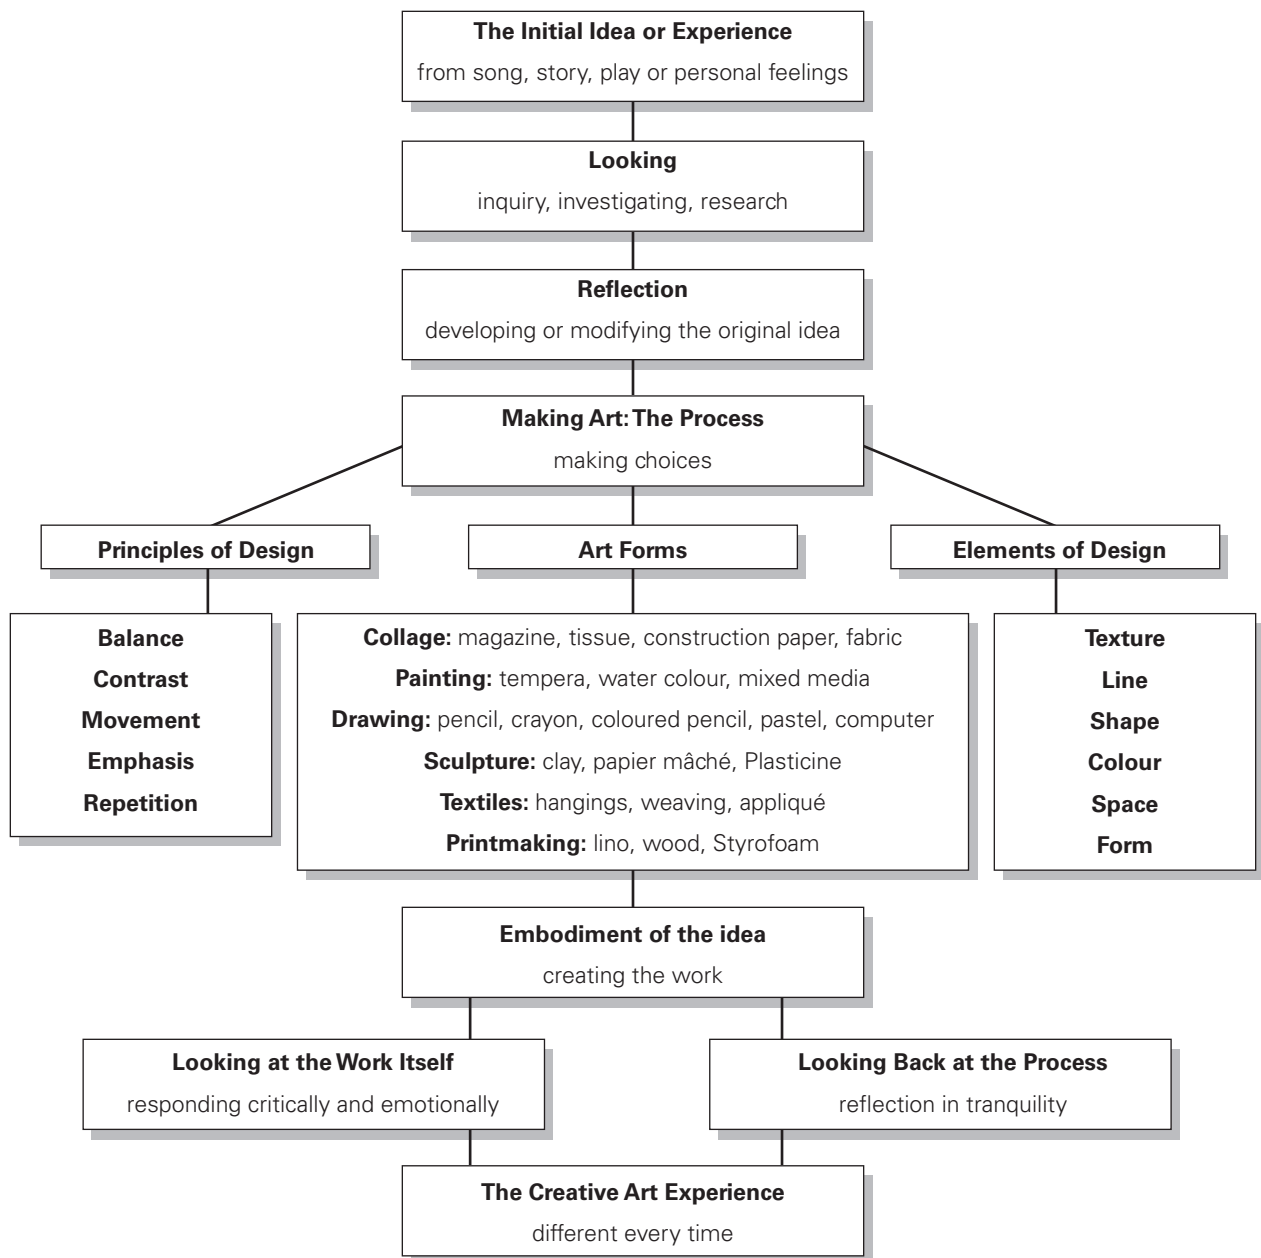 The Initial Idea or Experience
from song, story, play or personal feelings
Looking
inquiry, investigating, research
Reflection
developing or modifying the original idea
Making Art: The Process
making choices
Principles of Design
Balance
Contrast
Movement
Emphasis
Repetition
Art Forms
Collage: magazine, tissue, construction paper, fabric
Painting: tempera, water colour, mixed media
Drawing: pencil, crayon, coloured pencil, pastel, computer
Sculpture: clay, papier mâché, Plasticine
Textiles: hangings, weaving, appliqué
Printmaking: lino, wood, Styrofoam
Elements of Design
Texture
Line
Shape
Colour
Space
Form
Embodiment of the idea
creating the work
Looking at the Work Itself
responding critically and emotionally
Looking Back at the Process
reflection in tranquility
The Creative Art Experience
different every time